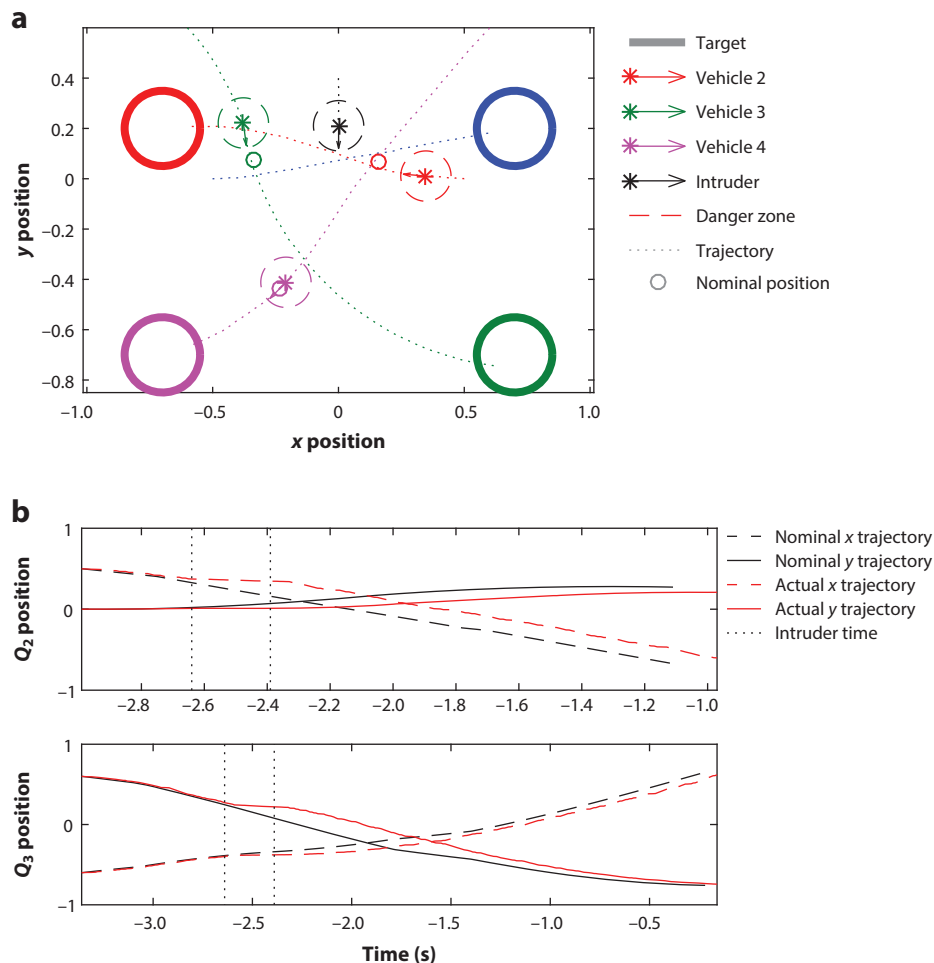 a
y position
0.4
0.2
0
−0.2
−0.4
−0.6
−0.8
−1.0
−0.5
0
0.5
1.0
x position
Target
Vehicle 2
Vehicle 3
Vehicle 4
Intruder
Danger zone
Trajectory
Nominal position
b
Q2 position
1
0
−1
−2.8
−2.6
−2.4
−2.2
−2.0
−1.8
−1.6
−1.4
−1.2
−1.0
Nominal x trajectory
Nominal y trajectory
Actual x trajectory
Actual y trajectory
Intruder time
Q3 position
1
0
−1
−3.0
−2.5
−2.0
−1.5
−1.0
−0.5
Time (s)